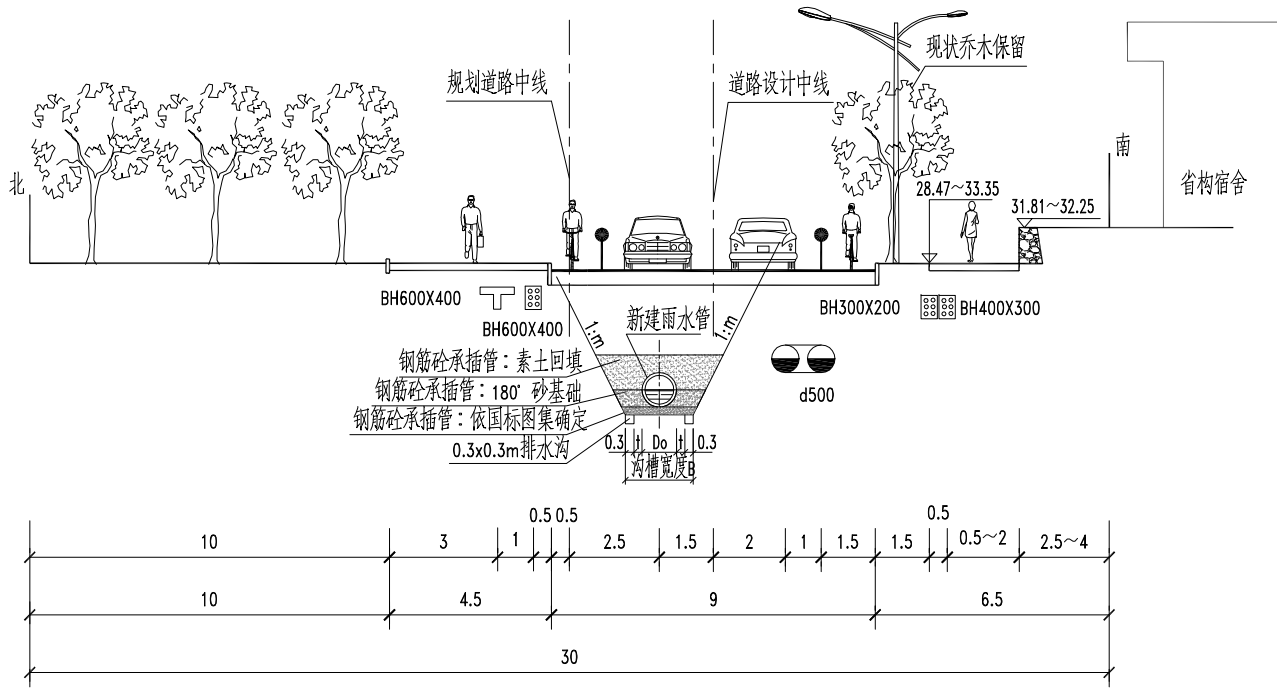 现状乔木保留
规划道路中线
道路设计中线
北
南
省构宿舍
28.47～33.35
31.81～32.25
BH600X400
BH600X400
BH300X200
BH400X300
1:m
1:m
新建雨水管
钢筋砼承插管：素土回填
钢筋砼承插管：180° 砂基础
钢筋砼承插管：依国标图集确定
0.3x0.3m排水沟
d500
0.3 t Do t 0.3
沟槽宽度B
0.5 0.5 0.5
10 3 1 2.5 1.5 2 1 1.5 1.5 0.5～2 2.5～4
10 4.5 9 6.5
30